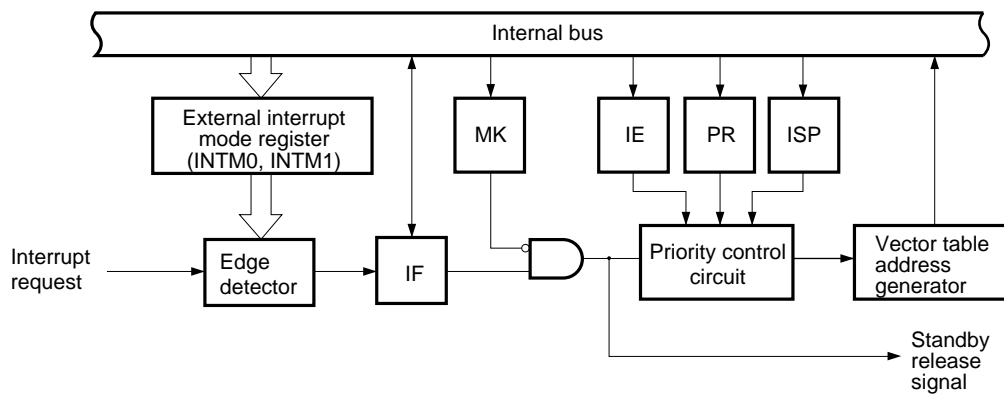 Internal bus
External interrupt
mode register
(INTM0, INTM1)
MK
IE
PR
ISP
Interrupt
request
Edge
detector
IF
Priority control
circuit
Vector table
address
generator
Standby
release
signal